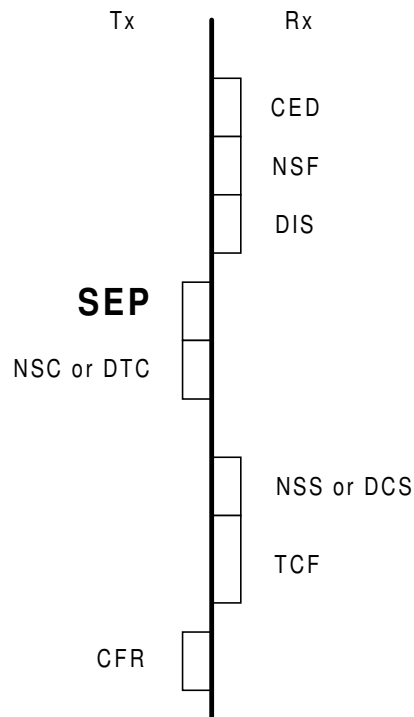 Tx Rx
CED
NSF
DIS
SEP
NSC or DTC
NSS or DCS
TCF
CFR